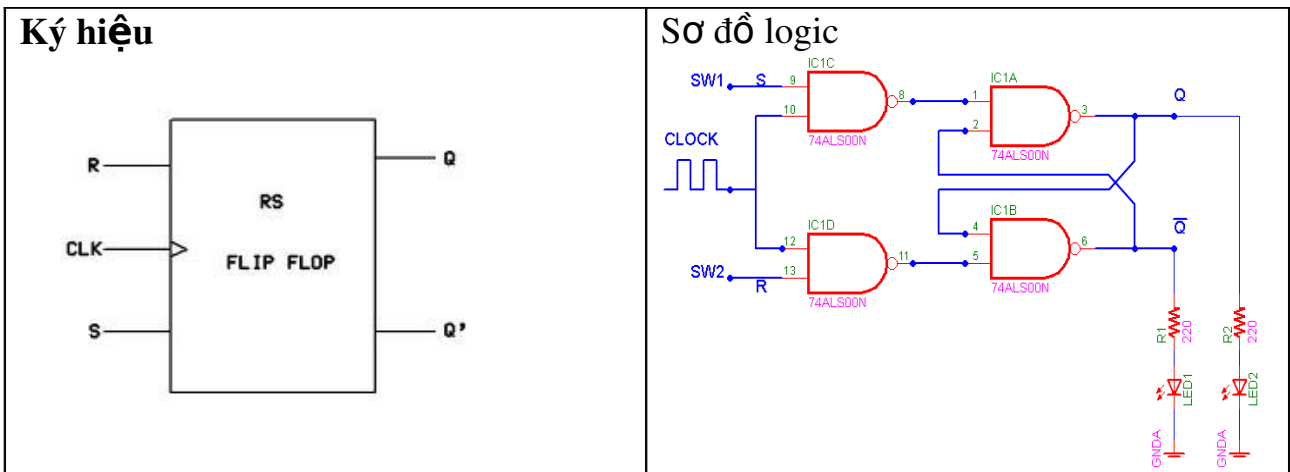 Ký hiệu
R
CLK
S
RS
FLIP FLOP
Q
Q'
Sơ đồ logic
IC1C
SW1
S
9
10
8
74ALS00N
IC1A
1
2
3
74ALS00N
Q
CLOCK
IC1D
12
13
11
SW2
R
74ALS00N
IC1B
4
5
6
74ALS00N
Q̅
R1
220
R2
220
LED1
LED2
GNDA
GNDA